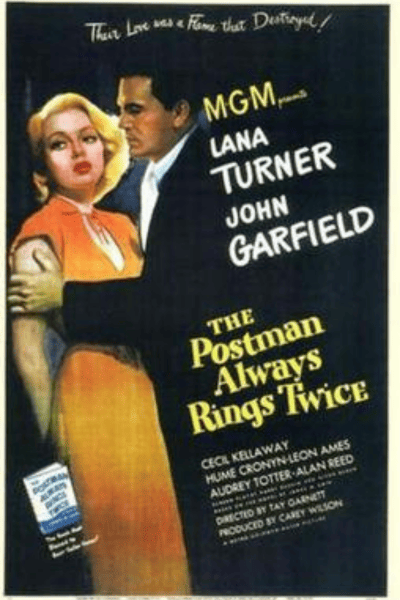 Their Love was a Flame that Destroyed!
MGM presents
LANA
TURNER
JOHN
GARFIELD
THE
Postman
Always
Rings Twice
CECIL KELLAWAY
HUME CRONYN-LEON AMES
AUDREY TOTTER-ALAN REED
DIRECTED BY TAY GARNETT
PRODUCED BY CAREY WILSON
A METRO-GOLDWYN-MAYER PICTURE
THE
POSTMAN
ALWAYS
RINGS
TWICE